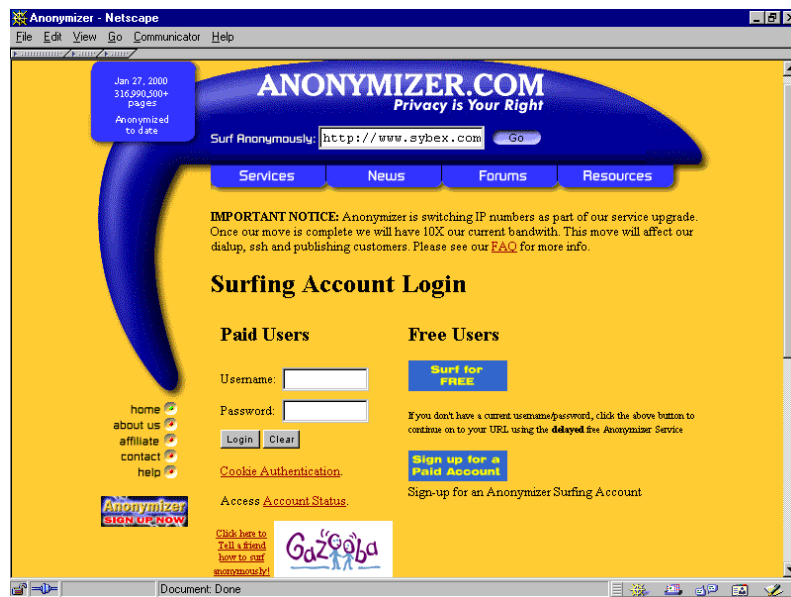 Anonymizer - Netscape
File Edit View Go Communicator Help
Jan 27, 2000
316,990,500+
pages
Anonymized
to date
ANONYMIZER.COM
Privacy is Your Right
Surf Anonymously: http://www.sybex.com Go
Services News Forums Resources
IMPORTANT NOTICE: Anonymizer is switching IP numbers as part of our service upgrade.
Once our move is complete we will have 10X our current bandwith. This move will affect our
dialup, ssh and publishing customers. Please see our FAQ for more info.
Surfing Account Login
Paid Users
Username:
Password:
Login Clear
Cookie Authentication.
Access Account Status.
Free Users
Surf for
FREE
If you don't have a current username/password, click the above button to
continue on to your URL using the delayed free Anonymizer Service
Sign up for a
Paid Account
Sign-up for an Anonymizer Surfing Account
home
about us
affiliate
contact
help
Anonymizer
SIGN UP NOW
Click here to
Tell a friend
how to surf
anonymously!
Gazooba
Document: Done